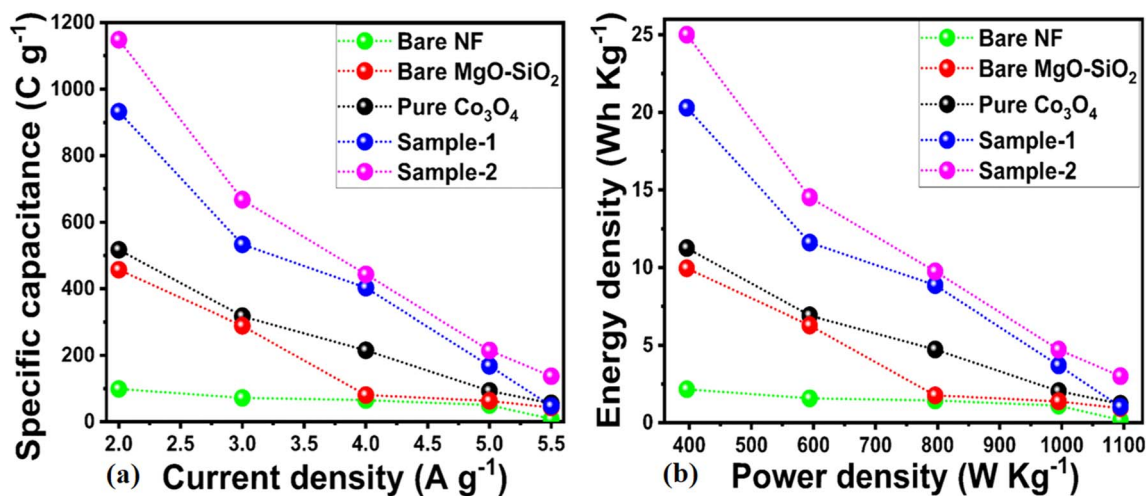 Specific capacitance (C g⁻¹)
1200
1000
800
600
400
200
0
Bare NF
Bare MgO-SiO₂
Pure Co₃O₄
Sample-1
Sample-2
2.0 2.5 3.0 3.5 4.0 4.5 5.0 5.5
(a) Current density (A g⁻¹)
Energy density (Wh Kg⁻¹)
25
20
15
10
5
0
Bare NF
Bare MgO-SiO₂
Pure Co₃O₄
Sample-1
Sample-2
400 500 600 700 800 900 1000 1100
(b) Power density (W Kg⁻¹)